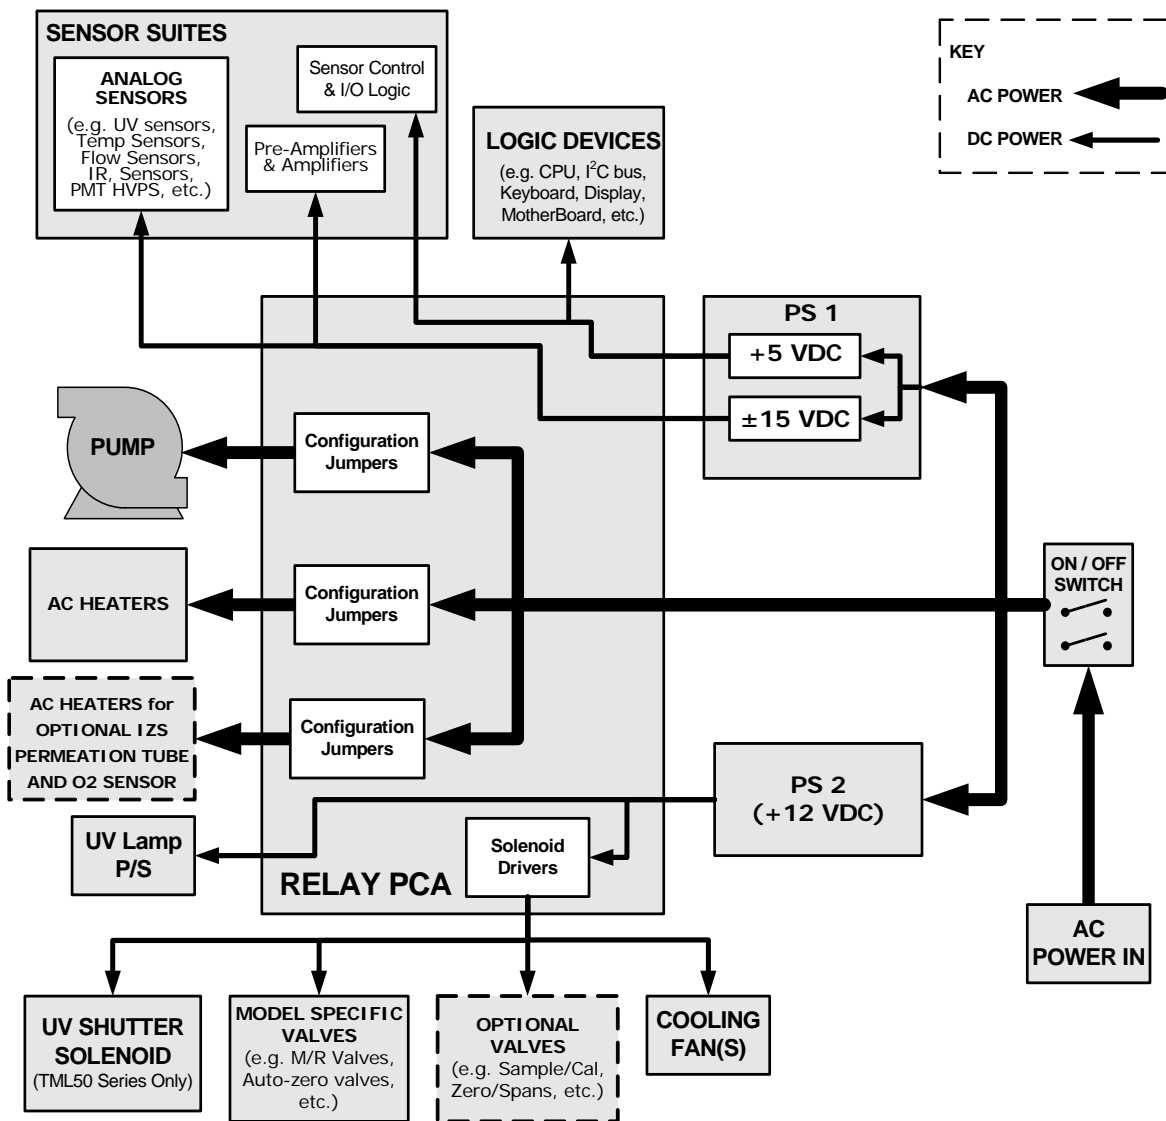 SENSOR SUITES
ANALOG
SENSORS
(e.g. UV sensors,
Temp Sensors,
Flow Sensors,
IR, Sensors,
PMT HVPS, etc.)
Sensor Control
& I/O Logic
Pre-Amplifiers
& Amplifiers
LOGIC DEVICES
(e.g. CPU, I²C bus,
Keyboard, Display,
MotherBoard, etc.)
KEY
AC POWER
DC POWER
PS 1
+5 VDC
±15 VDC
PUMP
Configuration
Jumpers
AC HEATERS
Configuration
Jumpers
ON / OFF
SWITCH
AC HEATERS for
OPTIONAL IZS
PERMEATION TUBE
AND O2 SENSOR
Configuration
Jumpers
PS 2
(+12 VDC)
UV Lamp
P/S
Solenoid
Drivers
RELAY PCA
AC
POWER IN
UV SHUTTER
SOLENOID
(TML50 Series Only)
MODEL SPECIFIC
VALVES
(e.g. M/R Valves,
Auto-zero valves,
etc.)
OPTIONAL
VALVES
(e.g. Sample/Cal,
Zero/Spans, etc.)
COOLING
FAN(S)